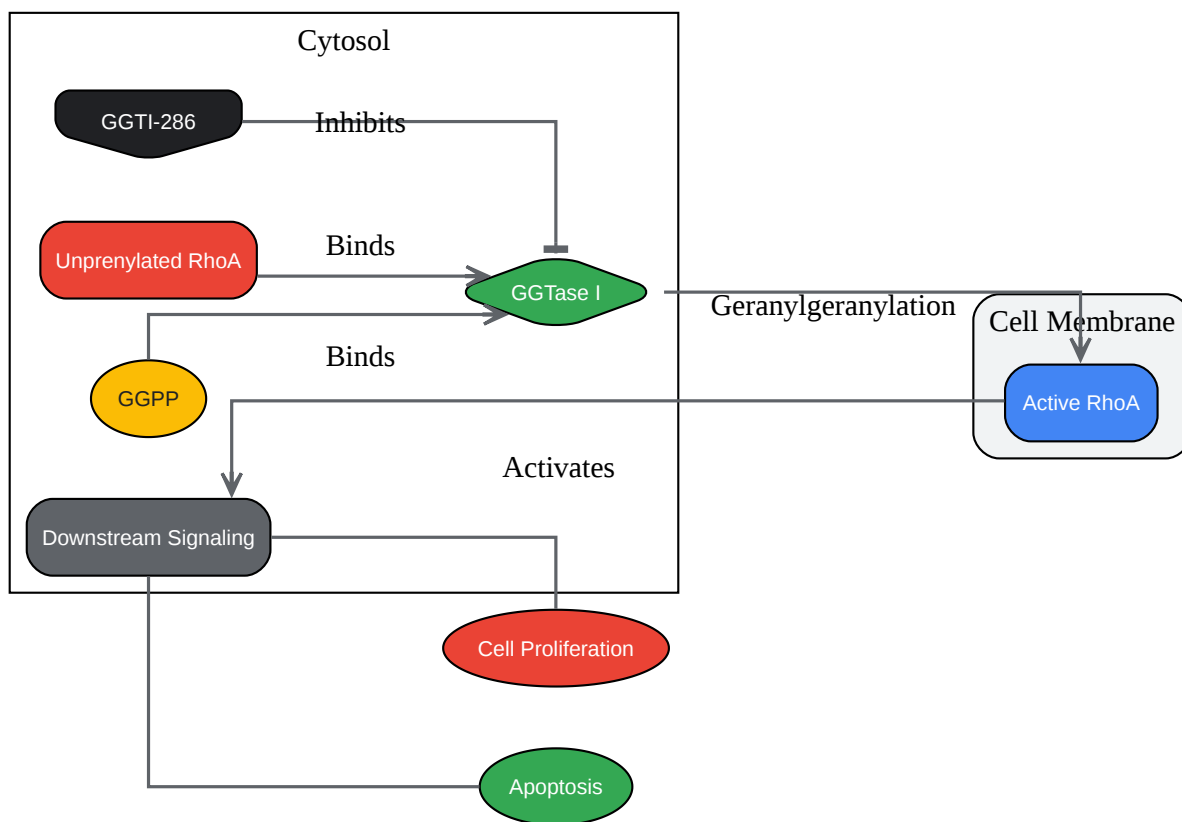 Cytosol
GGTI-286
Inhibits
Unprenylated RhoA
Binds
GGTase I
Geranylgeranylation
Cell Membrane
Binds
GGPP
Active RhoA
Activates
Downstream Signaling
Cell Proliferation
Apoptosis